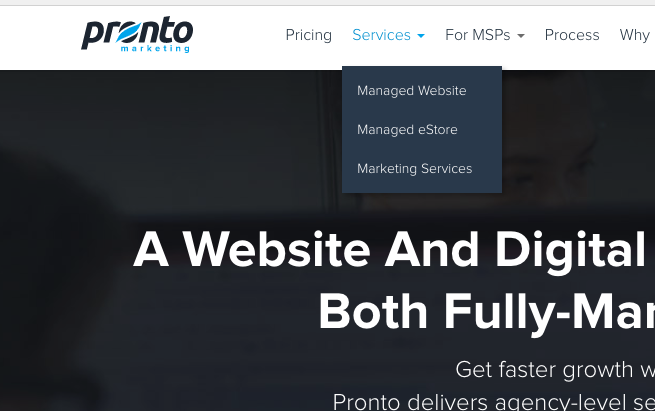 pronto
marketing
Pricing Services For MSPs Process Why
Managed Website
Managed eStore
Marketing Services
A Website And Digital
Both Fully-Mar
Get faster growth w
Pronto delivers agency-level se